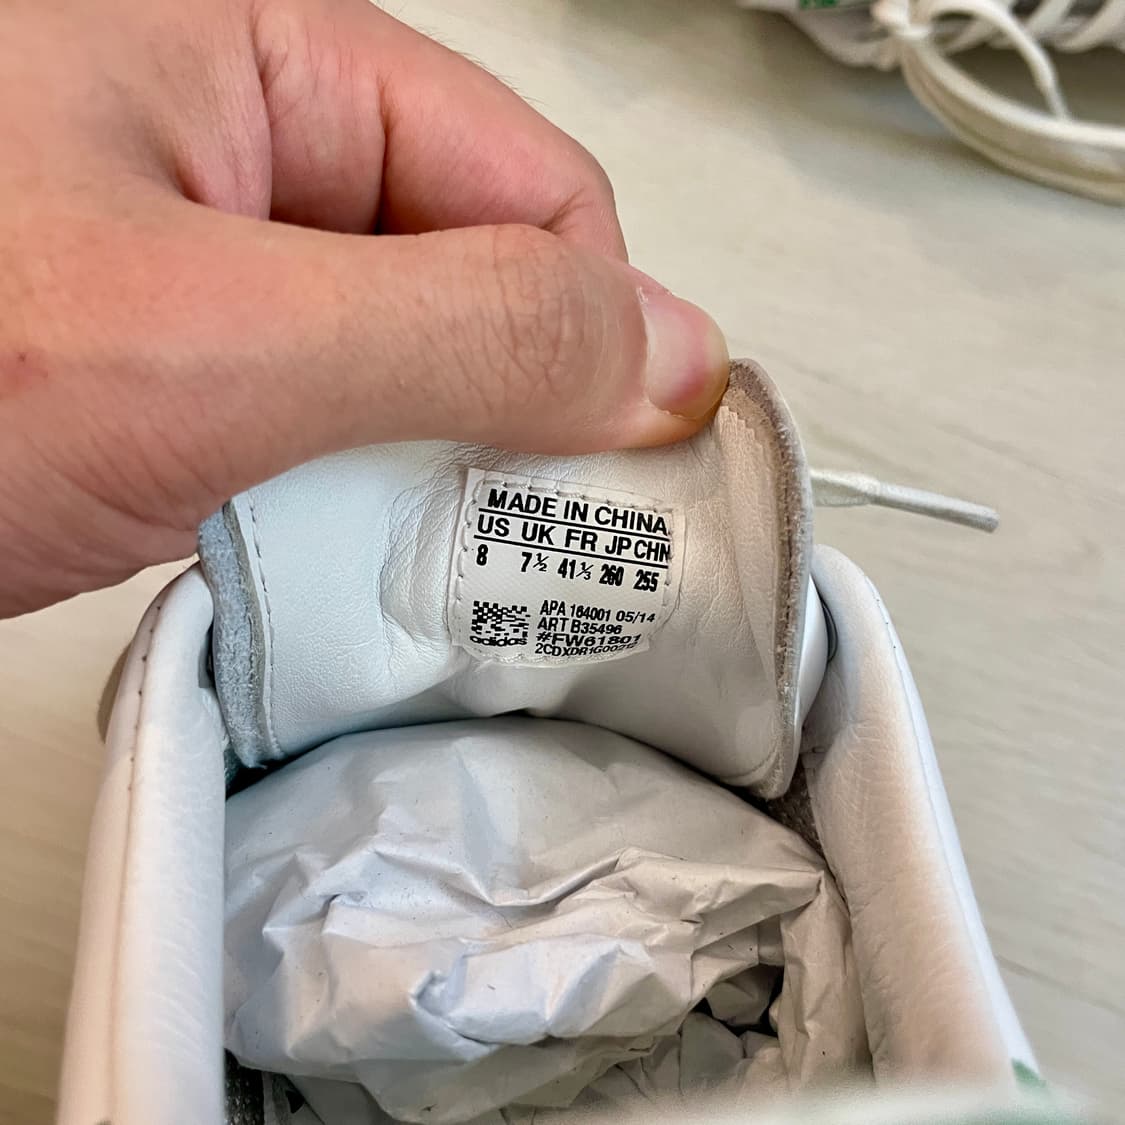 MADE IN CHINA
US UK FR JP CHN
8 7½ 41⅓ 260 255
APA 164001 05/14
ART B35496
#FW61801
adidas